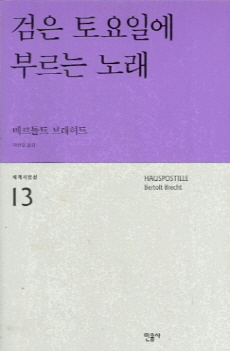 검은 토요일에
부르는 노래
베르톨트 브레히트
세계시인선
13
HAUSPOSTILLE
Bertolt Brecht
민음사